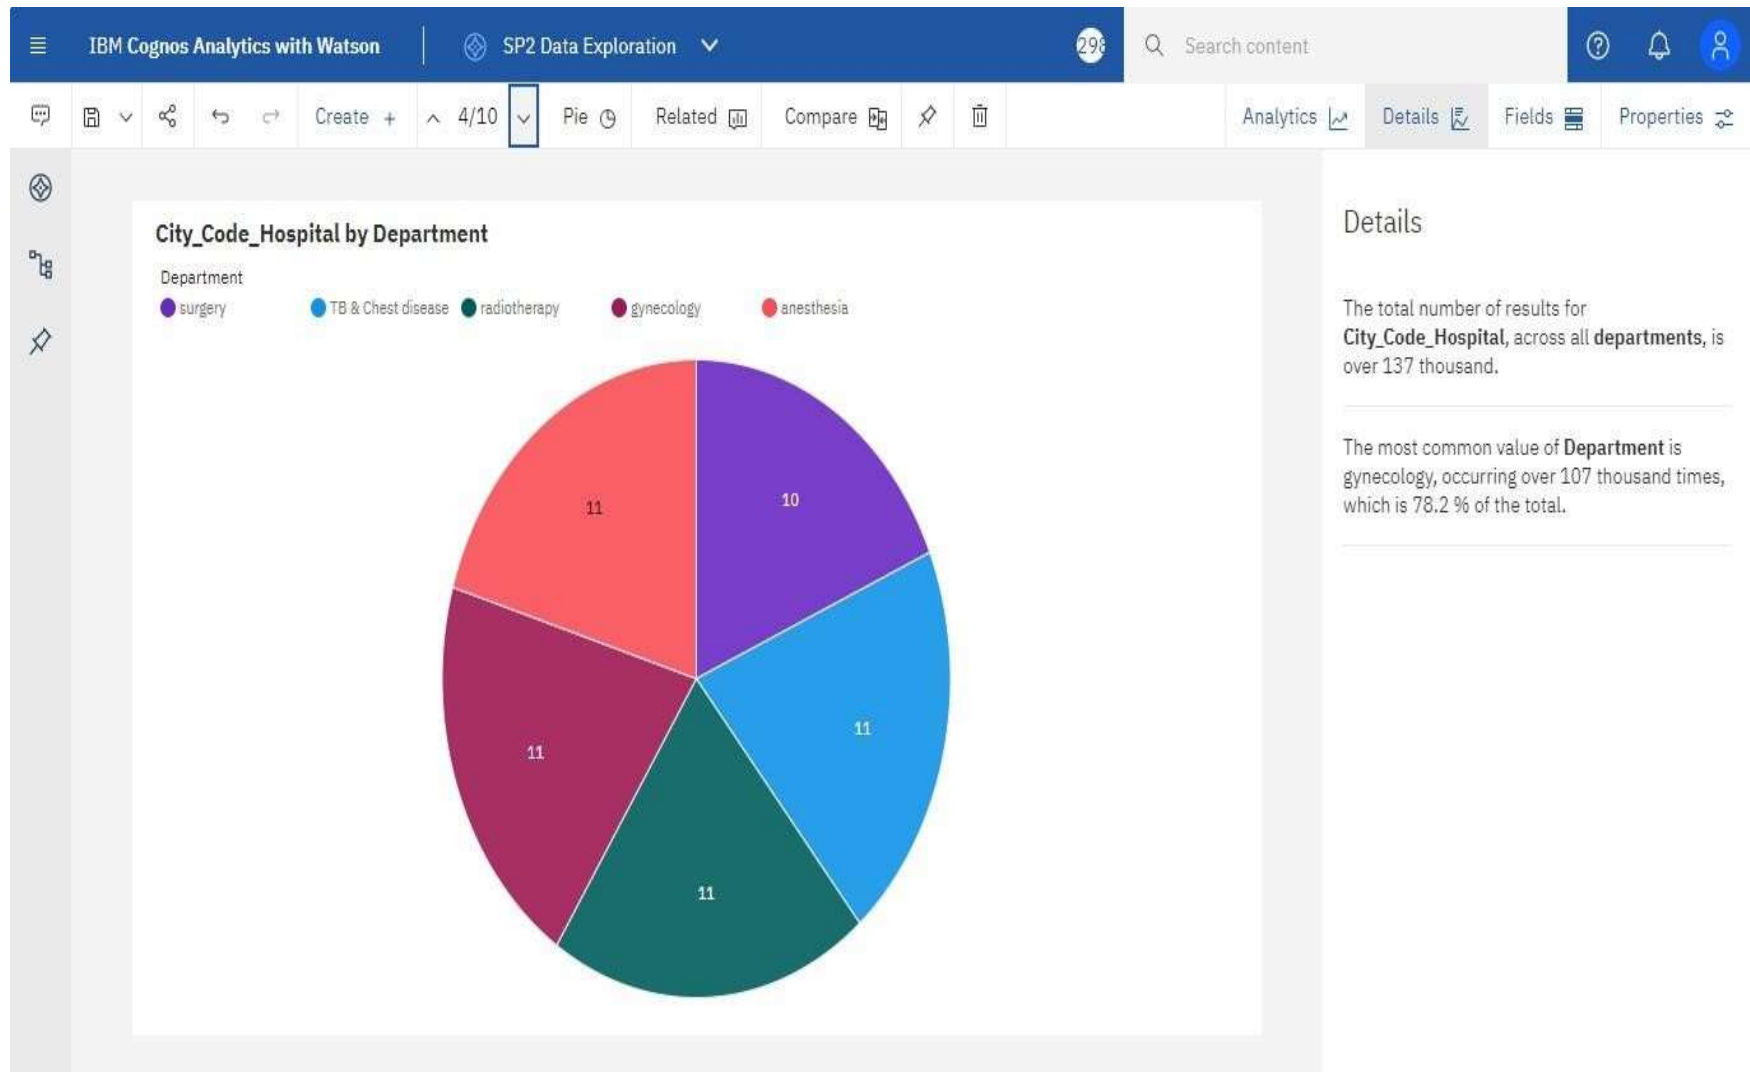 IBM Cognos Analytics with Watson
SP2 Data Exploration
298
Search content
Create +
4/10
Pie
Related
Compare
Analytics
Details
Fields
Properties
City_Code_Hospital by Department
Department
surgery
TB & Chest disease
radiotherapy
gynecology
anesthesia
11
10
11
11
11
Details
The total number of results for
City_Code_Hospital, across all departments, is
over 137 thousand.
The most common value of Department is
gynecology, occurring over 107 thousand times,
which is 78.2 % of the total.